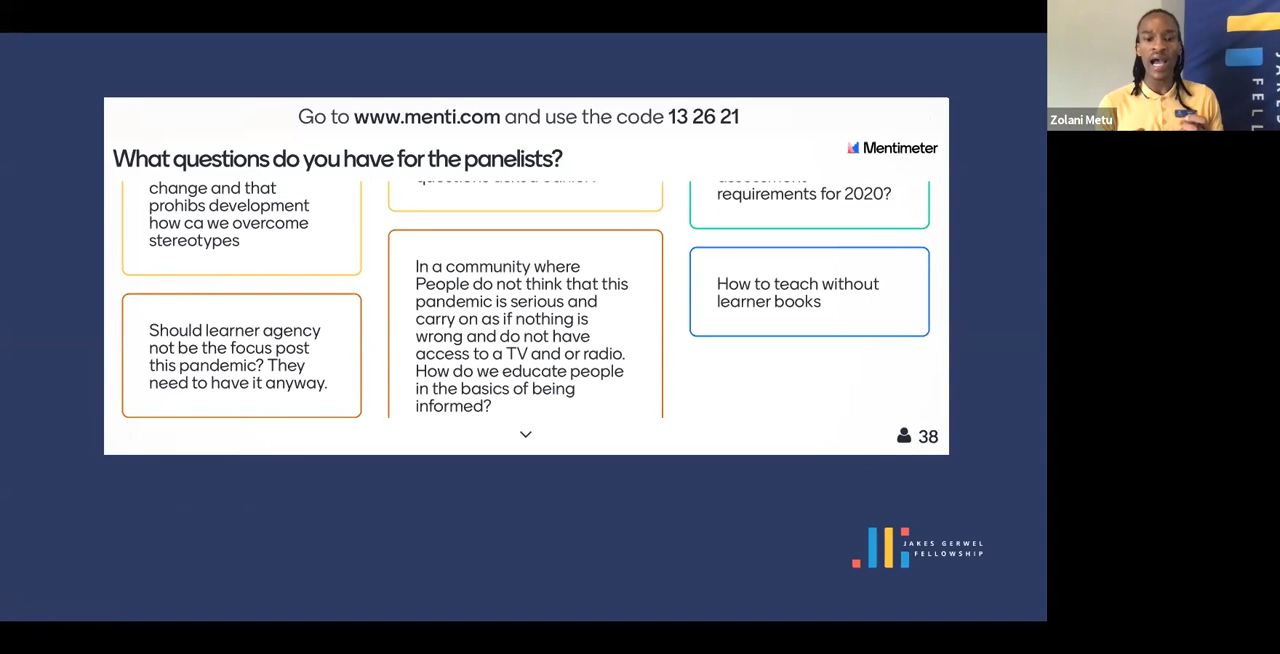 Go to www.menti.com and use the code 13 26 21
Mentimeter
What questions do you have for the panelists?
change and that
prohibs development
how ca we overcome
stereotypes
Should learner agency
not be the focus post
this pandemic? They
need to have it anyway.
In a community where
People do not think that this
pandemic is serious and
carry on as if nothing is
wrong and do not have
access to a TV and or radio.
How do we educate people
in the basics of being
informed?
requirements for 2020?
How to teach without
learner books
38
JAKES GERWEL
FELLOWSHIP
Zolani Metu